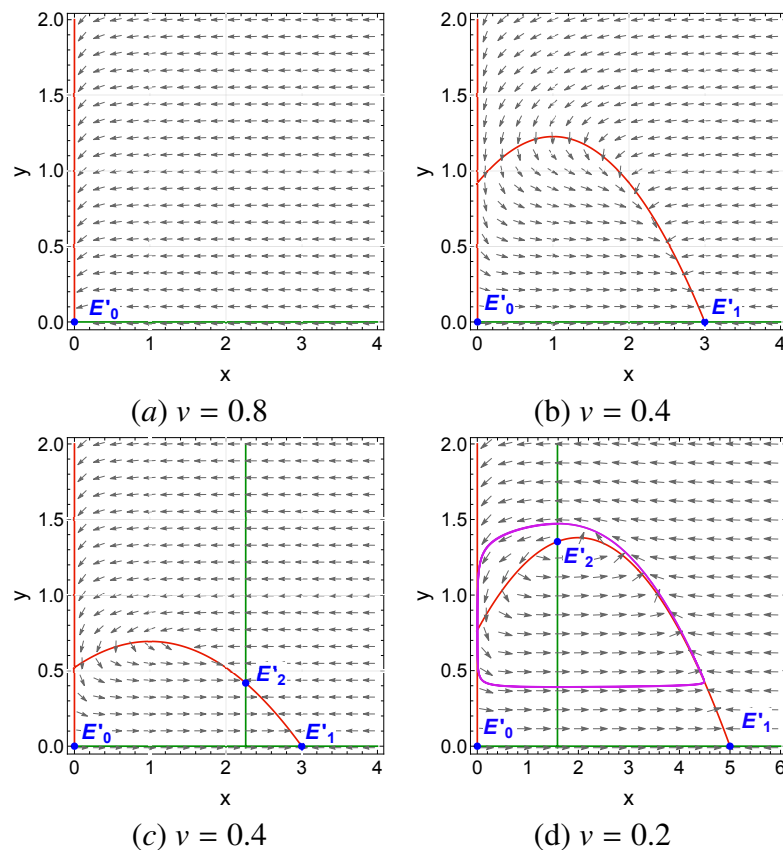 2.0 2.0
1.5 1.5
y 1.0 y 1.0
0.5 0.5
E'0 E'1
0.0 E'0 0.0
0 1 2 3 4 0 1 2 3 4
x x
(a) v = 0.8 (b) v = 0.4
2.0 2.0
1.5 1.5
E'2
y 1.0 y 1.0
0.5 E'2 0.5
E'0 E'1 E'0 E'1
0.0 0.0
0 1 2 3 4 0 1 2 3 4 5 6
x x
(c) v = 0.4 (d) v = 0.2